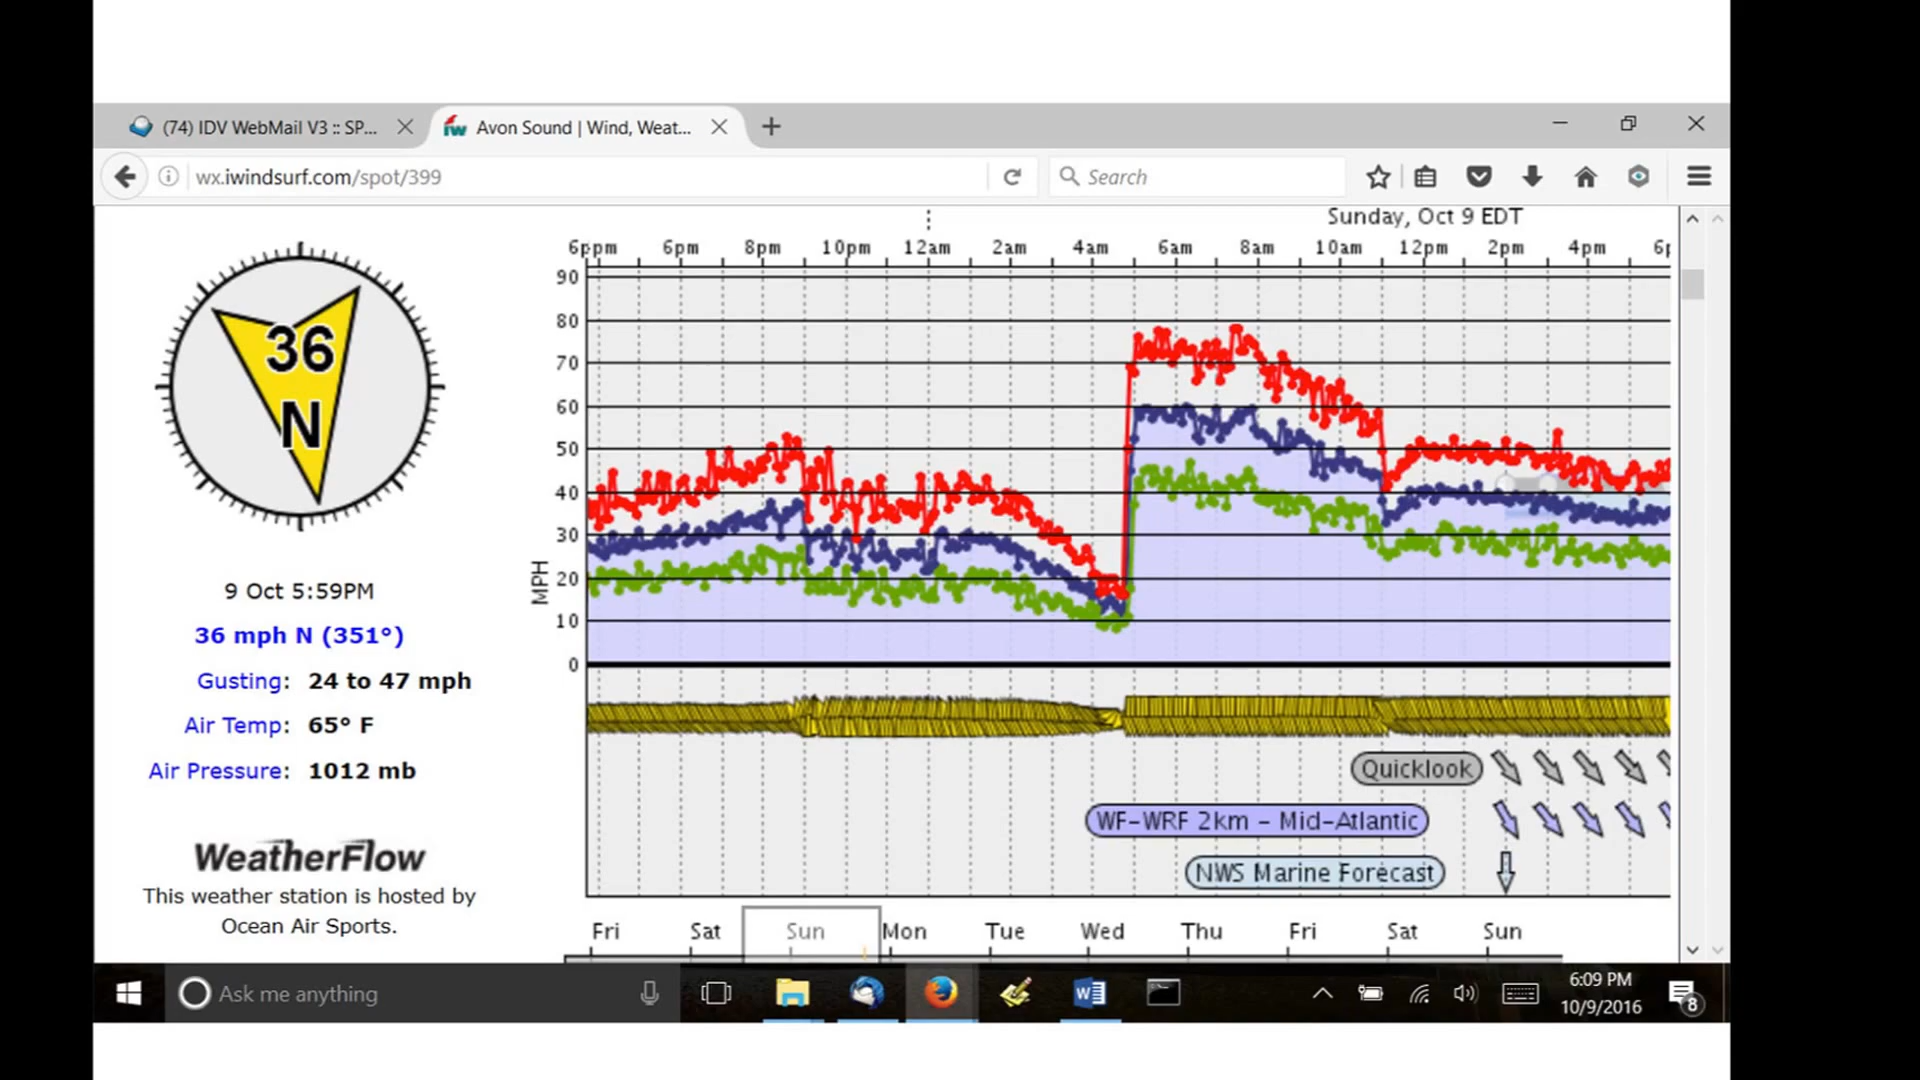 (74) IDV WebMail V3 :: SP...
Avon Sound | Wind, Weat...
wx.iwindsurf.com/spot/399
Search
Sunday, Oct 9 EDT
6pm 8pm 10pm 12am 2am 4am 6am 8am 10am 12pm 2pm 4pm
90
80
70
60
50
40
30
20
10
0
MPH
36
N
9 Oct 5:59PM
36 mph N (351°)
Gusting: 24 to 47 mph
Air Temp: 65° F
Air Pressure: 1012 mb
WeatherFlow
This weather station is hosted by
Ocean Air Sports.
Quicklook
WF-WRF 2km - Mid-Atlantic
NWS Marine Forecast
Fri Sat Sun Mon Tue Wed Thu Fri Sat Sun
Ask me anything
6:09 PM
10/9/2016
8